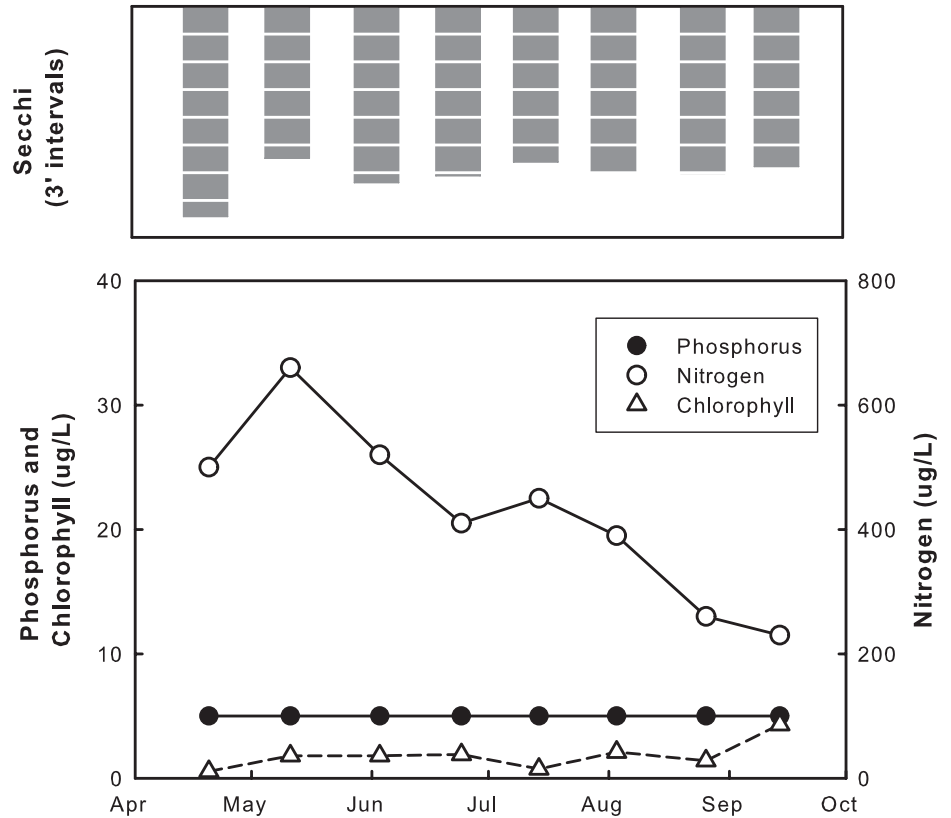 Secchi
(3' intervals)
40
30
20
10
0
Phosphorus and
Chlorophyll (ug/L)
800
600
400
200
0
Nitrogen (ug/L)
Phosphorus
Nitrogen
Chlorophyll
Apr May Jun Jul Aug Sep Oct